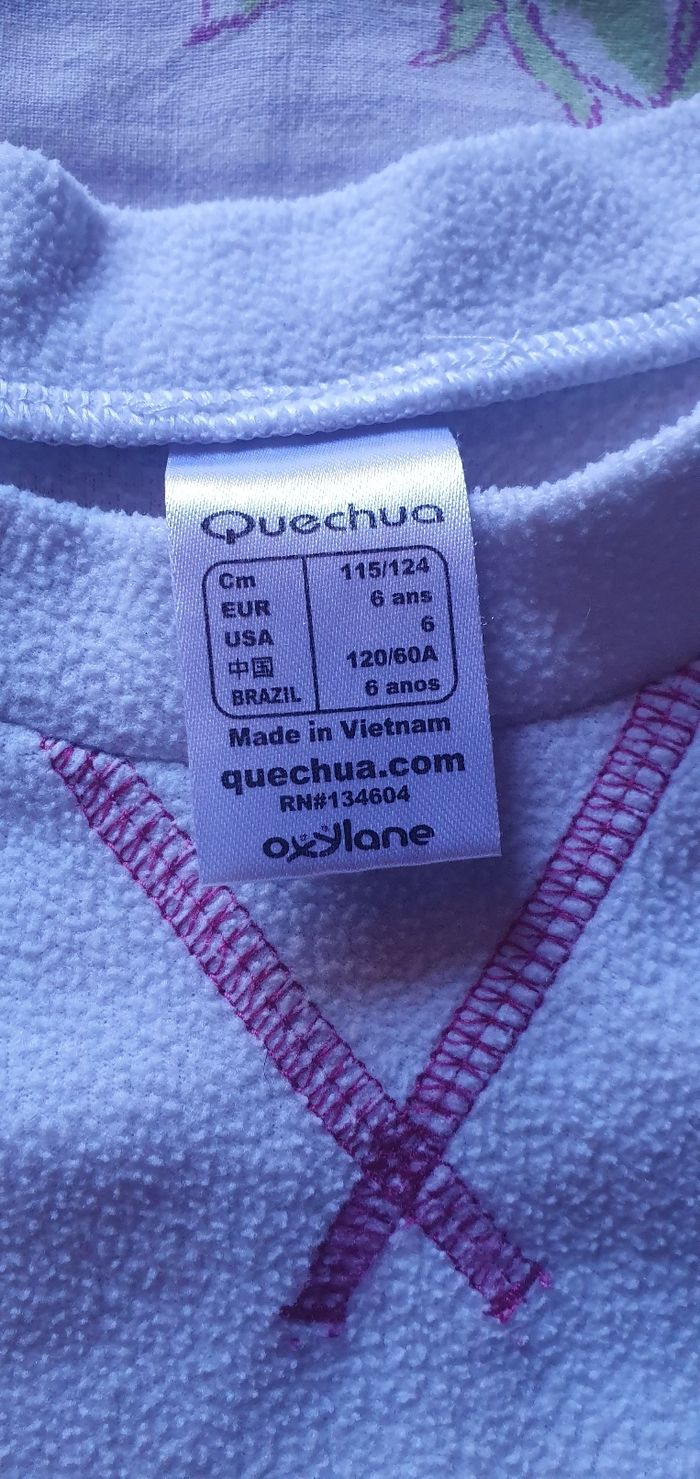 Quechua
Cm 115/124
EUR 6 ans
USA 6
中国 120/60A
BRAZIL 6 anos
Made in Vietnam
quechua.com
RN#134604
oxylane